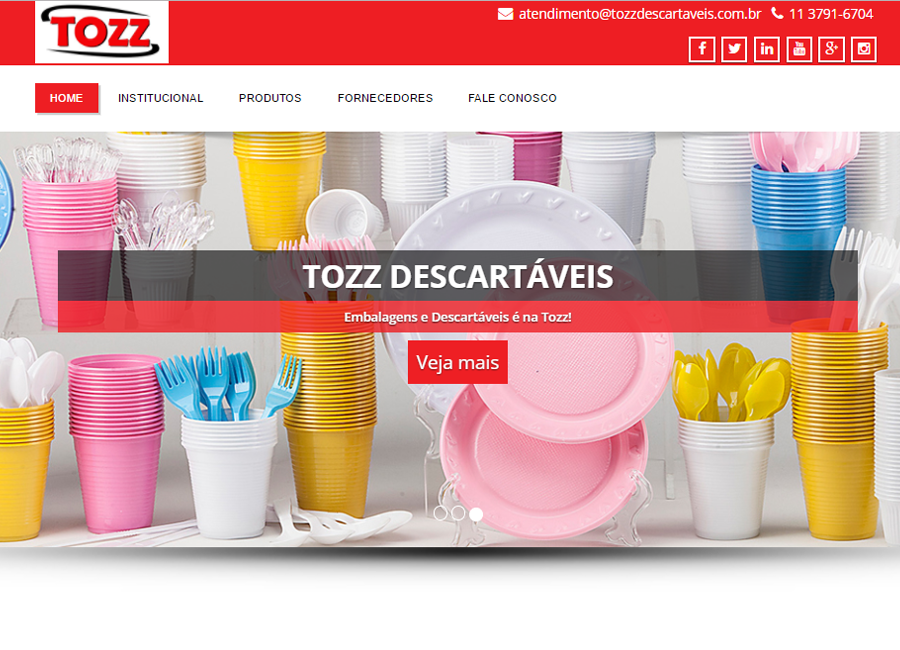 TOZZ
atendimento@tozzdescartaveis.com.br 11 3791-6704
HOME INSTITUCIONAL PRODUTOS FORNECEDORES FALE CONOSCO
TOZZ DESCARTÁVEIS
Embalagens e Descartáveis é na Tozz!
Veja mais